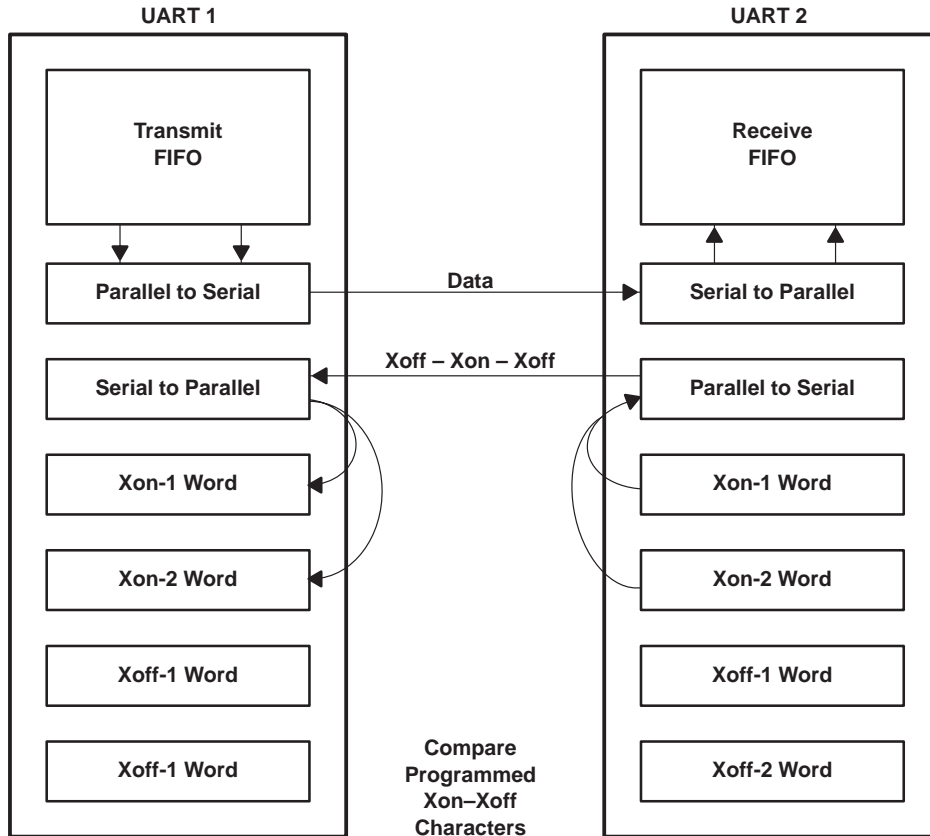 UART 1
UART 2
Transmit
FIFO
Receive
FIFO
Parallel to Serial
Data
Serial to Parallel
Xoff – Xon – Xoff
Serial to Parallel
Parallel to Serial
Xon-1 Word
Xon-1 Word
Xon-2 Word
Xon-2 Word
Xoff-1 Word
Xoff-1 Word
Xoff-1 Word
Compare
Programmed
Xon–Xoff
Characters
Xoff-2 Word